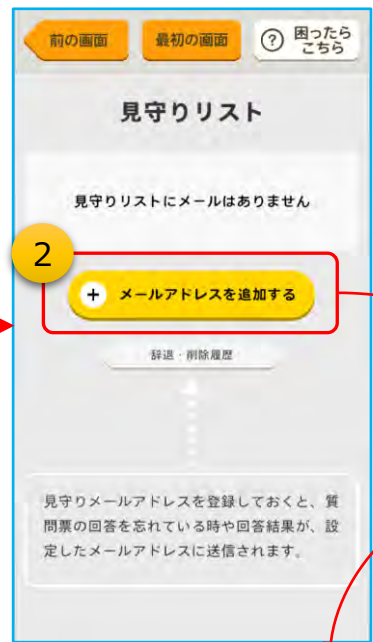 前の画面
最初の画面
? 困ったら
こちら
見守りリスト
見守りリストにメールはありません
2
+ メールアドレスを追加する
辞退・削除履歴
見守りメールアドレスを登録しておくと、質
問票の回答を忘れている時や回答結果が、設
定したメールアドレスに送信されます。